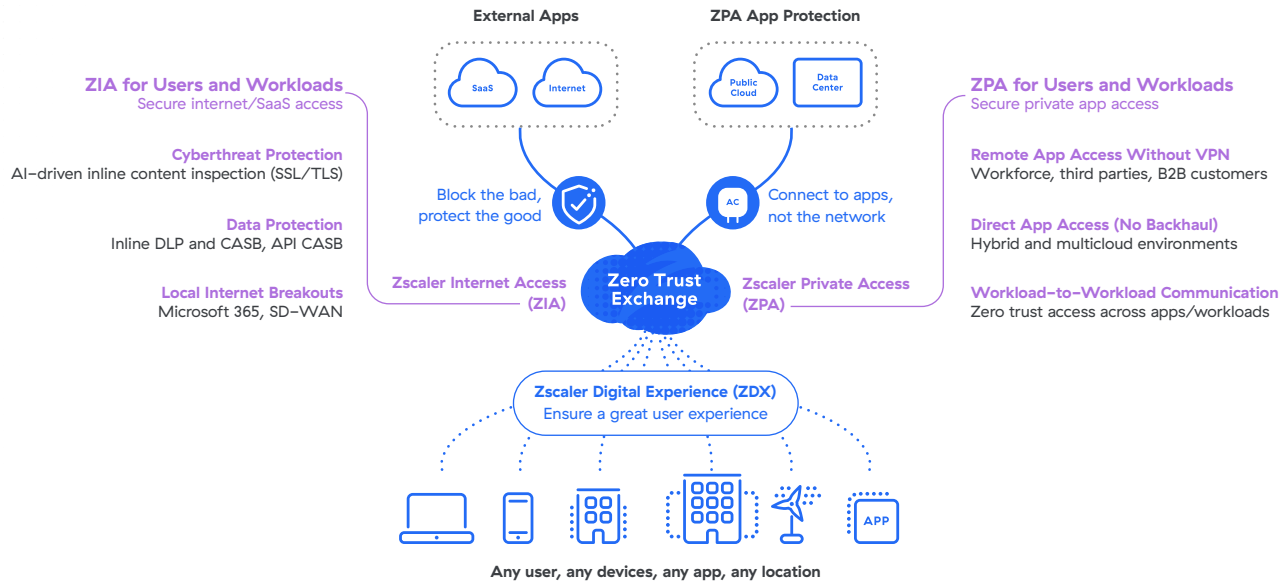 External Apps
ZPA App Protection
SaaS
Internet
Public
Cloud
Data
Center
ZIA for Users and Workloads
Secure internet/SaaS access
Cyberthreat Protection
AI-driven inline content inspection (SSL/TLS)
Data Protection
Inline DLP and CASB, API CASB
Local Internet Breakouts
Microsoft 365, SD-WAN
Block the bad,
protect the good
AC
Connect to apps,
not the network
Zscaler Internet Access
(ZIA)
Zero Trust
Exchange
Zscaler Private Access
(ZPA)
ZPA for Users and Workloads
Secure private app access
Remote App Access Without VPN
Workforce, third parties, B2B customers
Direct App Access (No Backhaul)
Hybrid and multicloud environments
Workload-to-Workload Communication
Zero trust access across apps/workloads
Zscaler Digital Experience (ZDX)
Ensure a great user experience
APP
Any user, any devices, any app, any location